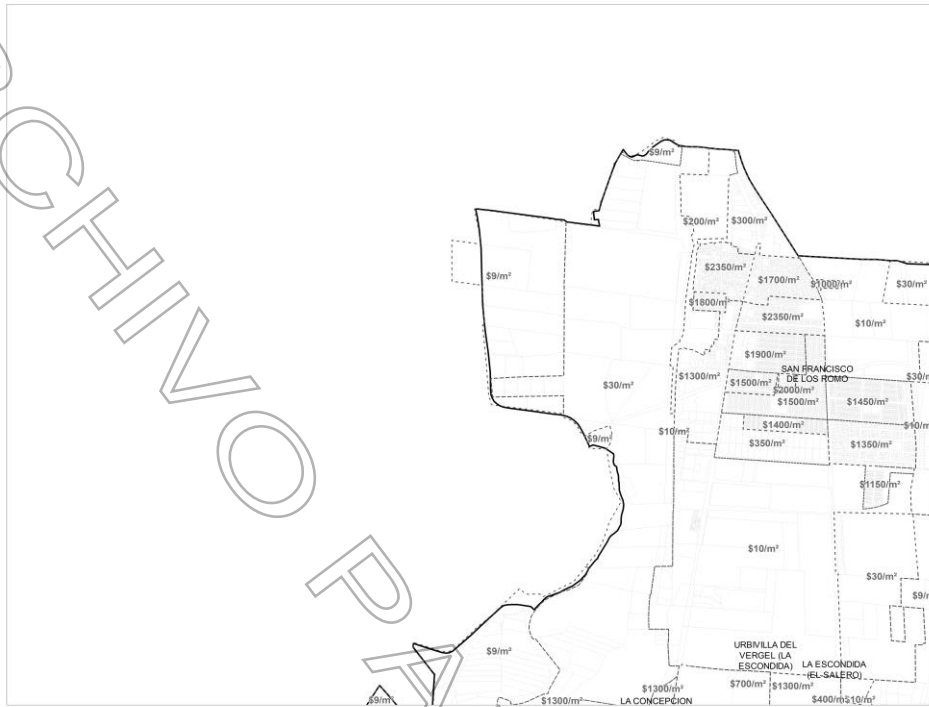 CHIVO PA
$9/m²
$200/m²
$300/m²
$9/m²
$2350/m²
$1700/m²
$30/m²
$1800/m²
$2350/m²
$10/m²
$1900/m²
SAN FRANCISCO
DE LOS ROMO
$30/m²
$1300/m²
$1500/m²
$2000/m²
$1500/m²
$1450/m²
$1400/m²
$10/m²
$9/m²
$350/m²
$1350/m²
$1150/m²
$10/m²
$30/m²
$9/m²
URBIVILLA DEL
VERGEL (LA
ESCONDIDA)
LA ESCONDIDA
(EL SALERO)
$1300/m²
$700/m²
$1300/m²
$9/m²
$1300/m²
LA CONCEPCION
$400/m²
$10/m²